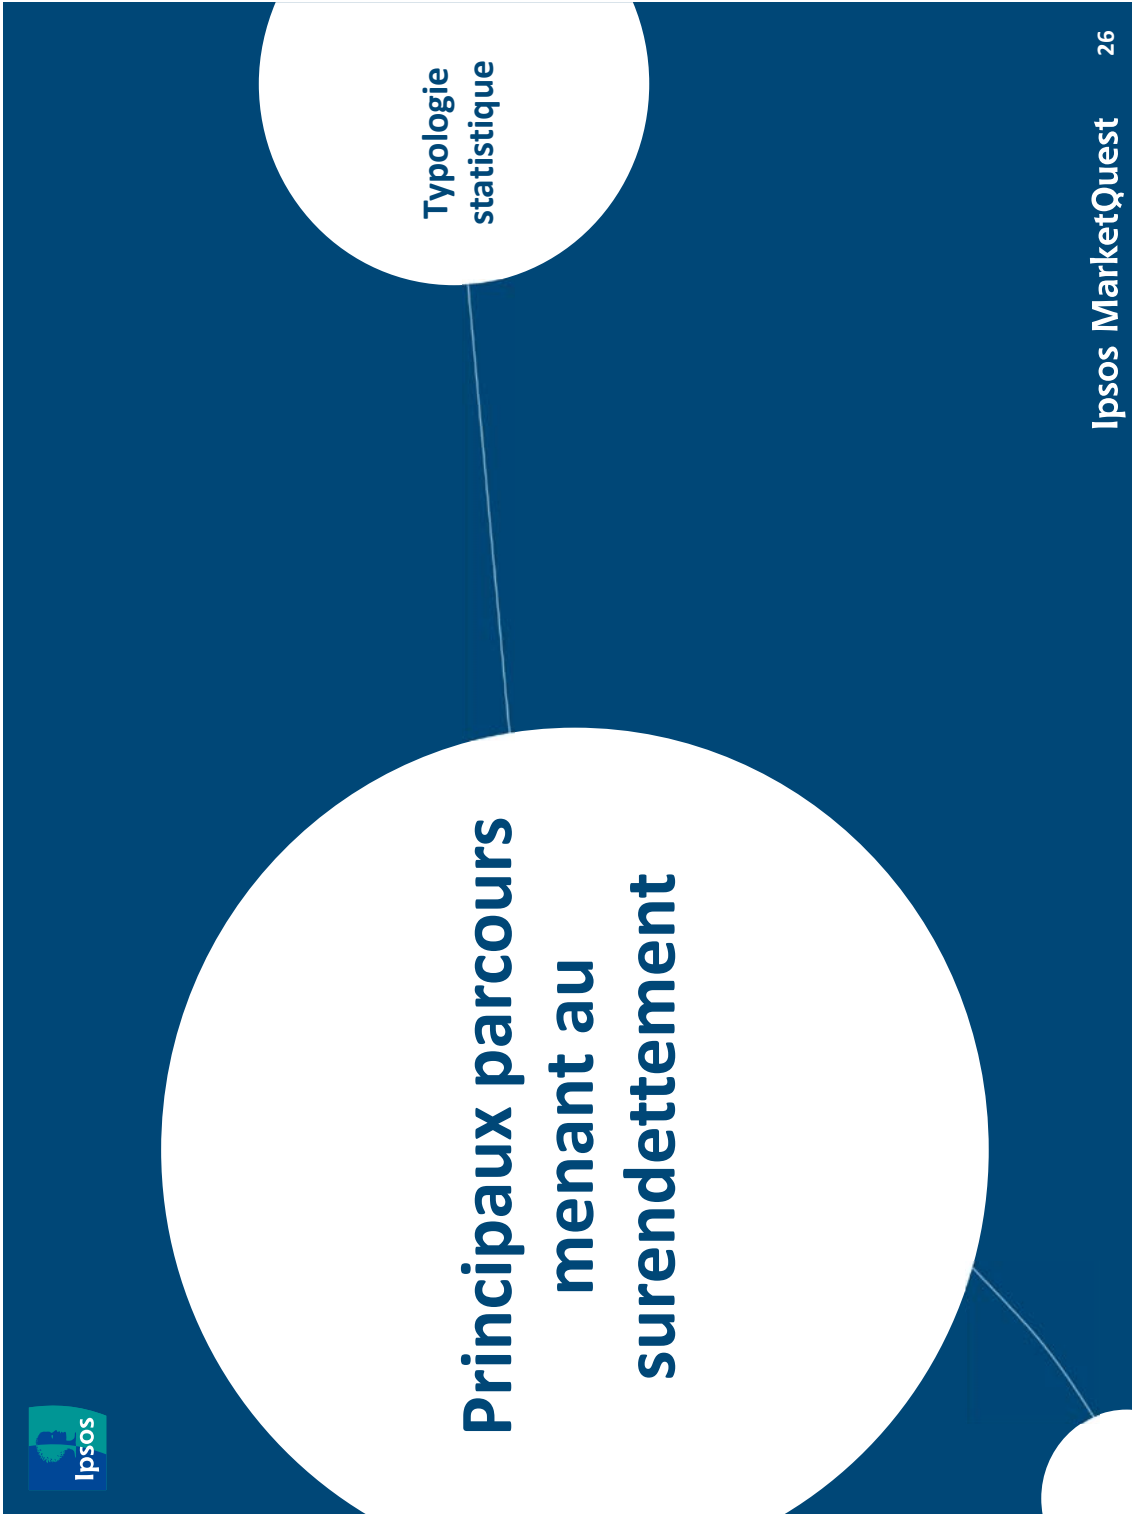 Ipsos
Principaux parcours
menant au
surendettement
Typologie
statistique
Ipsos MarketQuest
26